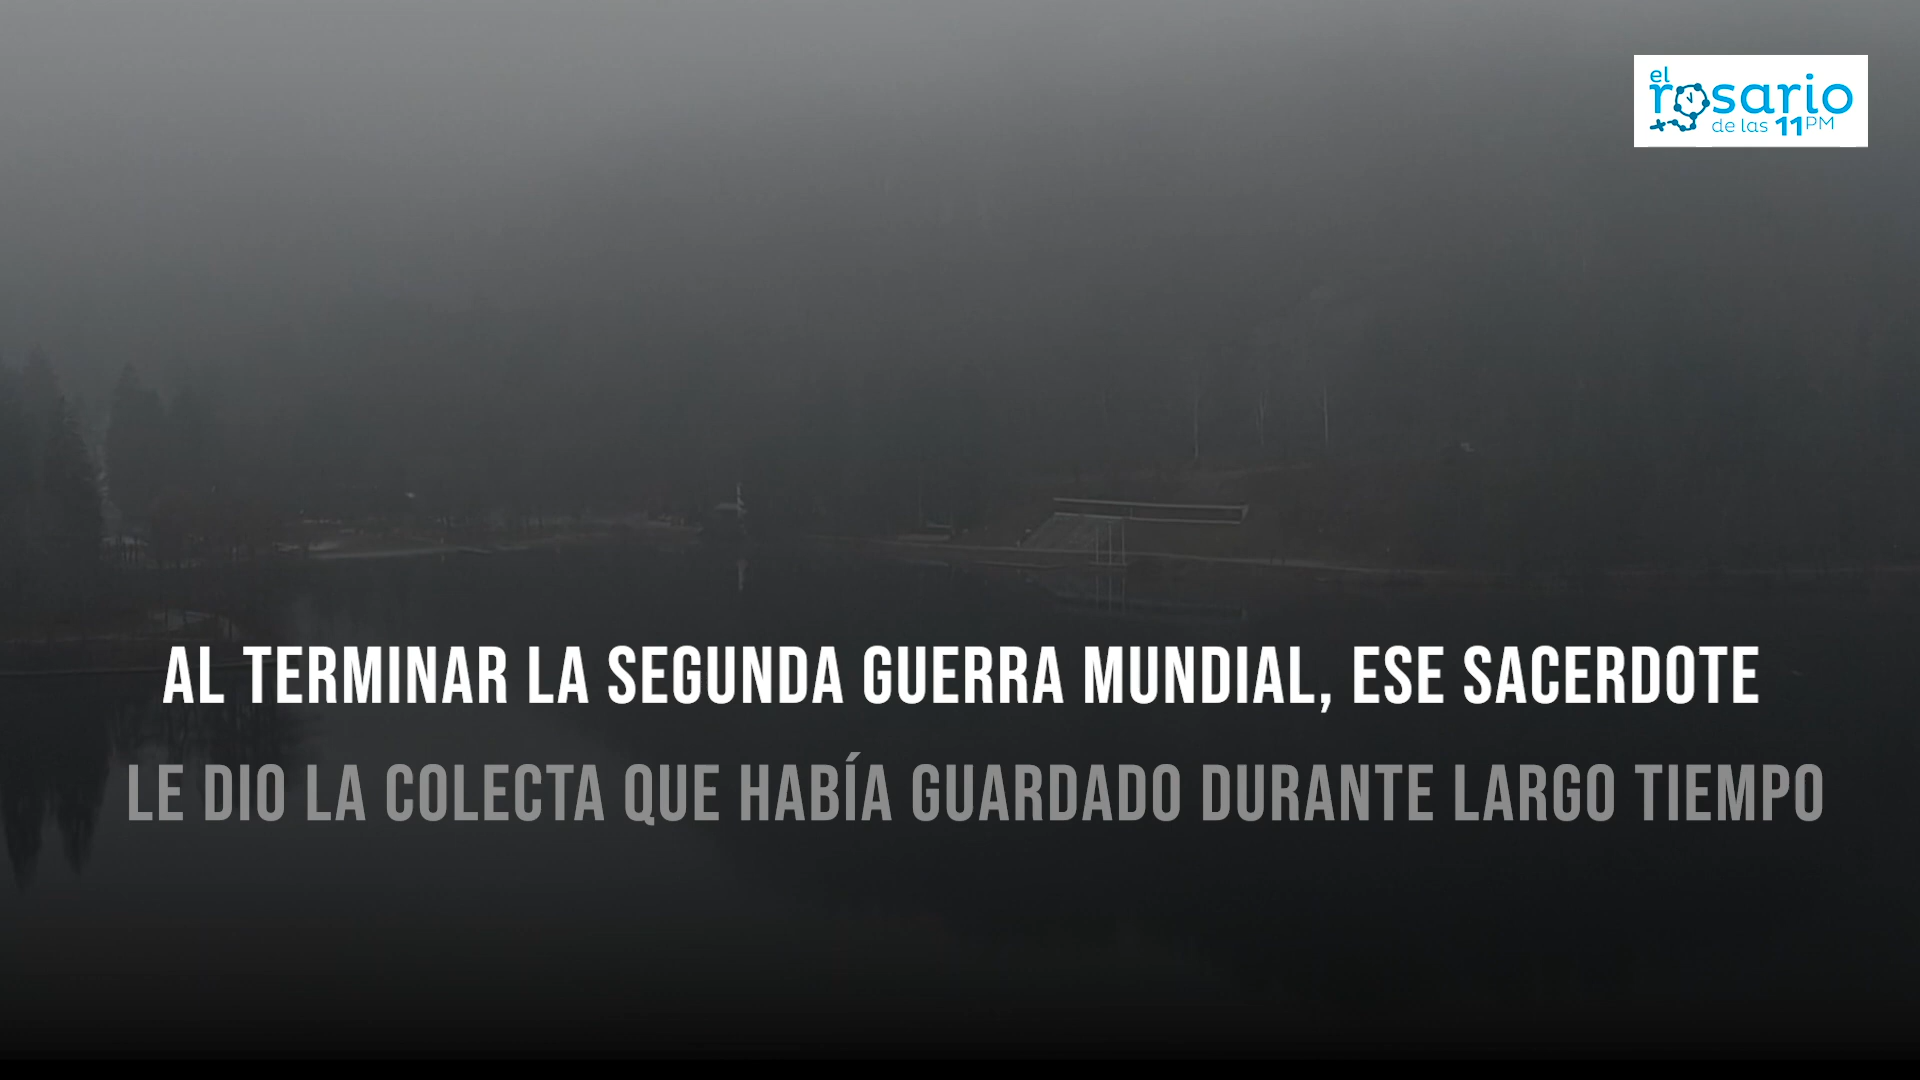 el
rosario
de las 11PM
AL TERMINAR LA SEGUNDA GUERRA MUNDIAL, ESE SACERDOTE
LE DIO LA COLECTA QUE HABÍA GUARDADO DURANTE LARGO TIEMPO